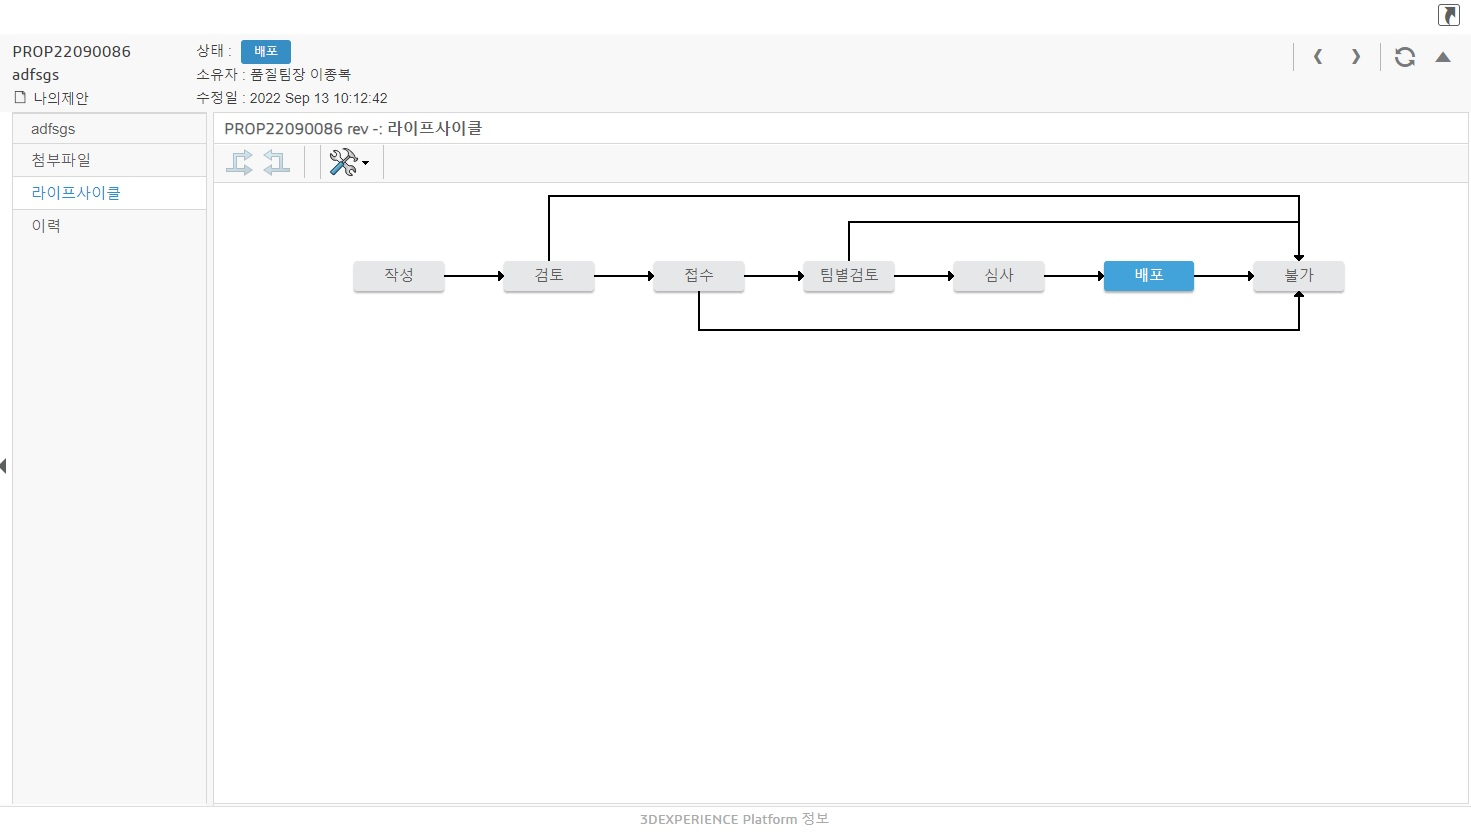 PROP22090086
adfsgs
나의제안
상태 : 배포
소유자 : 품질팀장 이종복
수정일 : 2022 Sep 13 10:12:42
adfsgs
첨부파일
라이프사이클
이력
PROP22090086 rev -: 라이프사이클
작성
검토
접수
팀별검토
심사
배포
불가
3DEXPERIENCE Platform 정보